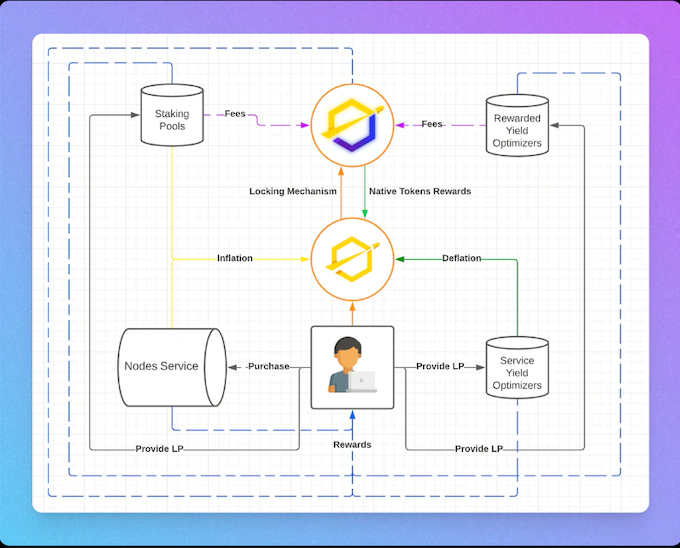 Staking
Pools
Fees
Fees
Rewarded
Yield
Optimizers
Locking Mechanism
Native Tokens Rewards
Inflation
Deflation
Nodes Service
Purchase
Provide LP
Service
Yield
Optimizers
Rewards
Provide LP
Provide LP